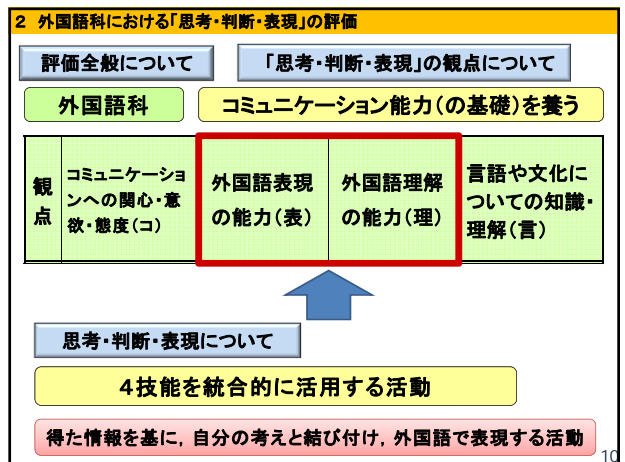 2 外国語科における「思考・判断・表現」の評価
評価全般について
「思考・判断・表現」の観点について
外国語科
コミュニケーション能力(の基礎)を養う
観点
コミュニケーショ
ンへの関心・意
欲・態度(コ)
外国語表現
の能力(表)
外国語理解
の能力(理)
言語や文化に
ついての知識・
理解(言)
思考・判断・表現について
4技能を統合的に活用する活動
得た情報を基に,自分の考えと結び付け,外国語で表現する活動
10